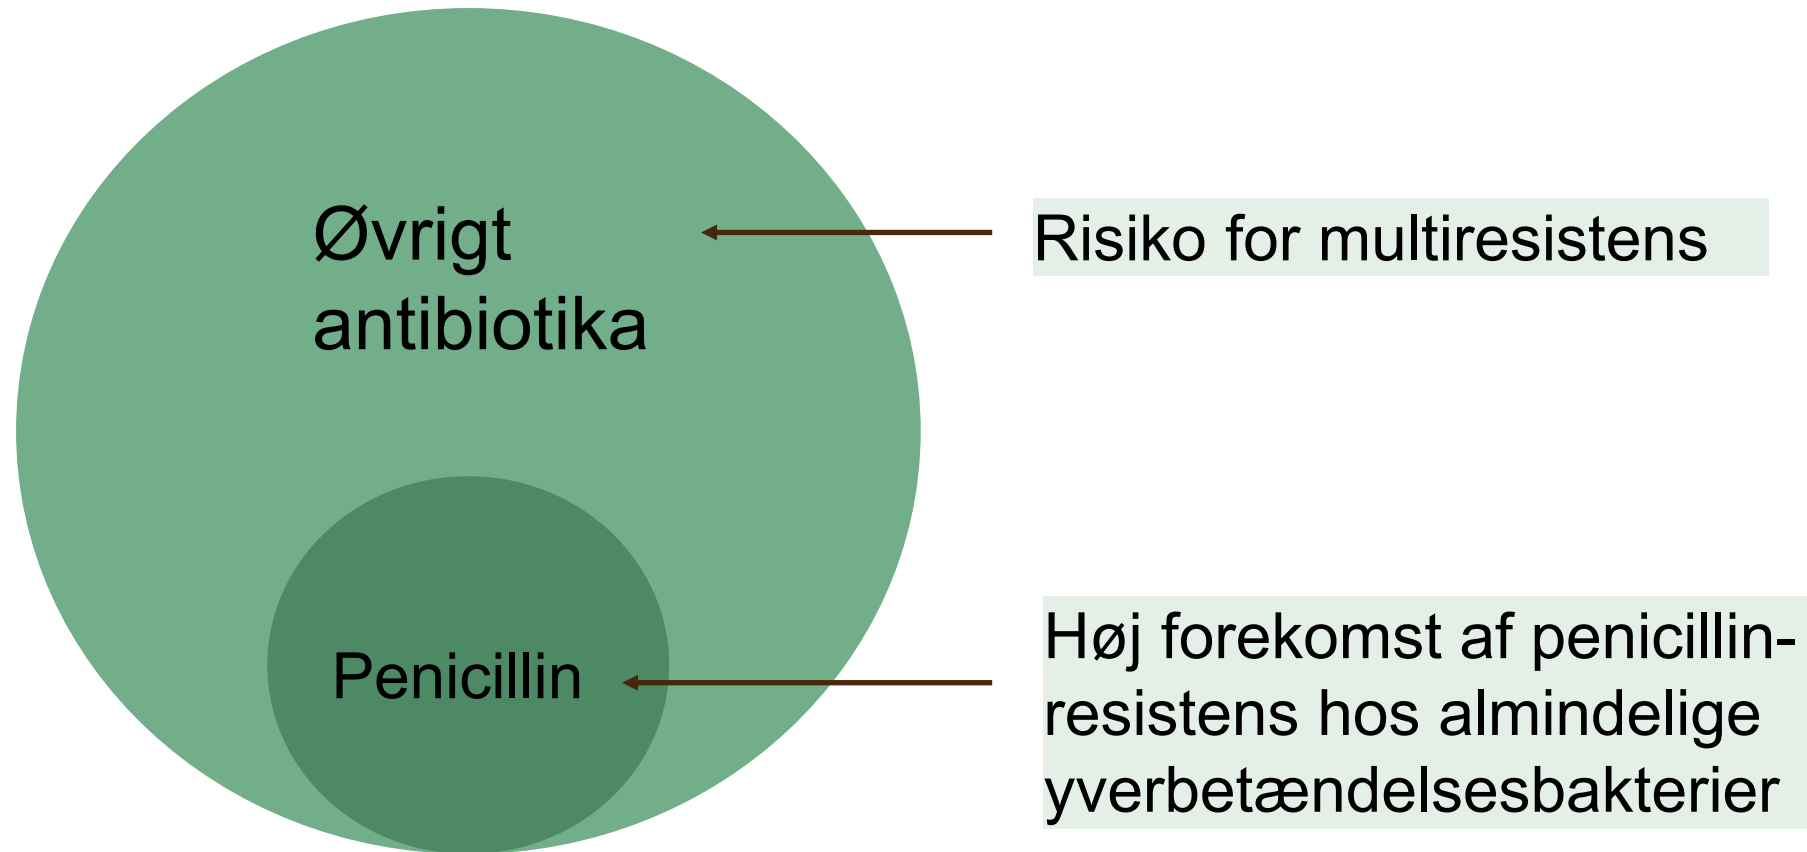 Øvrigt
antibiotika
Risiko for multiresistens
Penicillin
Høj forekomst af penicillin-
resistens hos almindelige
yverbetændelsesbakterier